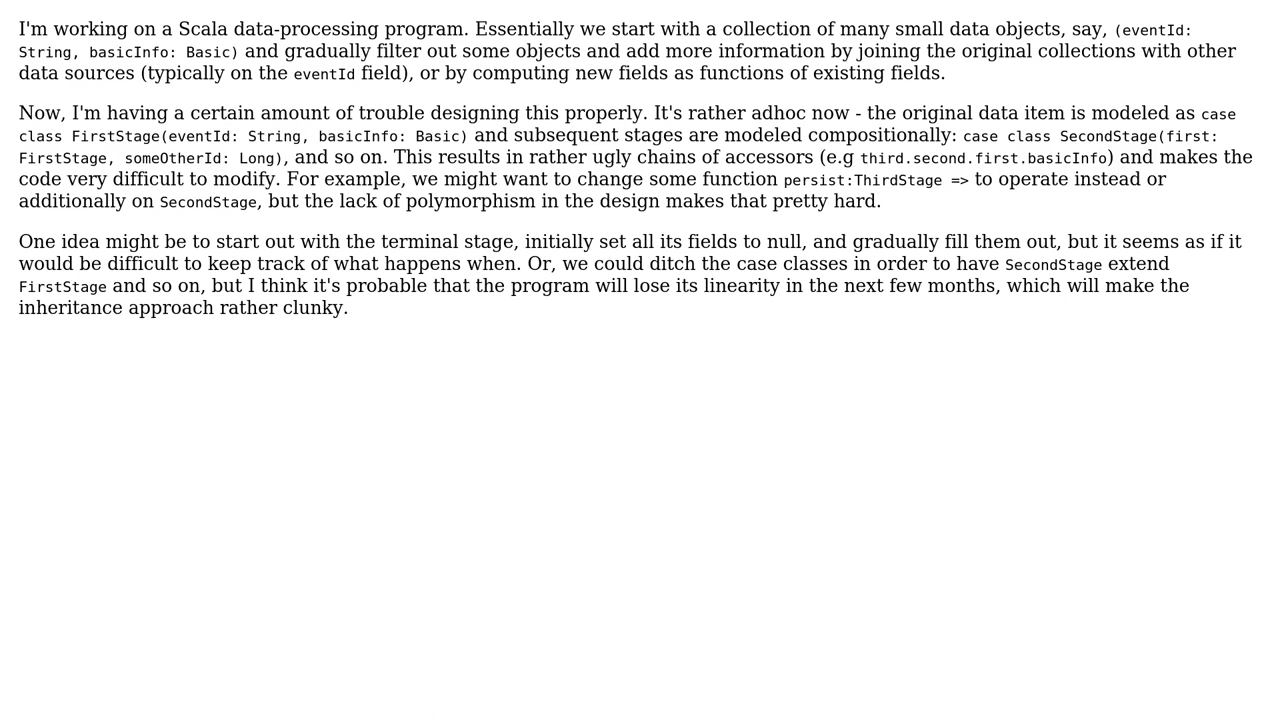 I'm working on a Scala data-processing program. Essentially we start with a collection of many small data objects, say, (eventId:
String, basicInfo: Basic) and gradually filter out some objects and add more information by joining the original collections with other
data sources (typically on the eventId field), or by computing new fields as functions of existing fields.
Now, I'm having a certain amount of trouble designing this properly. It's rather adhoc now - the original data item is modeled as case
class FirstStage(eventId: String, basicInfo: Basic) and subsequent stages are modeled compositionally: case class SecondStage(first:
FirstStage, someOtherId: Long), and so on. This results in rather ugly chains of accessors (e.g third.second.first.basicInfo) and makes the
code very difficult to modify. For example, we might want to change some function persist:ThirdStage => to operate instead or
additionally on SecondStage, but the lack of polymorphism in the design makes that pretty hard.
One idea might be to start out with the terminal stage, initially set all its fields to null, and gradually fill them out, but it seems as if it
would be difficult to keep track of what happens when. Or, we could ditch the case classes in order to have SecondStage extend
FirstStage and so on, but I think it's probable that the program will lose its linearity in the next few months, which will make the
inheritance approach rather clunky.